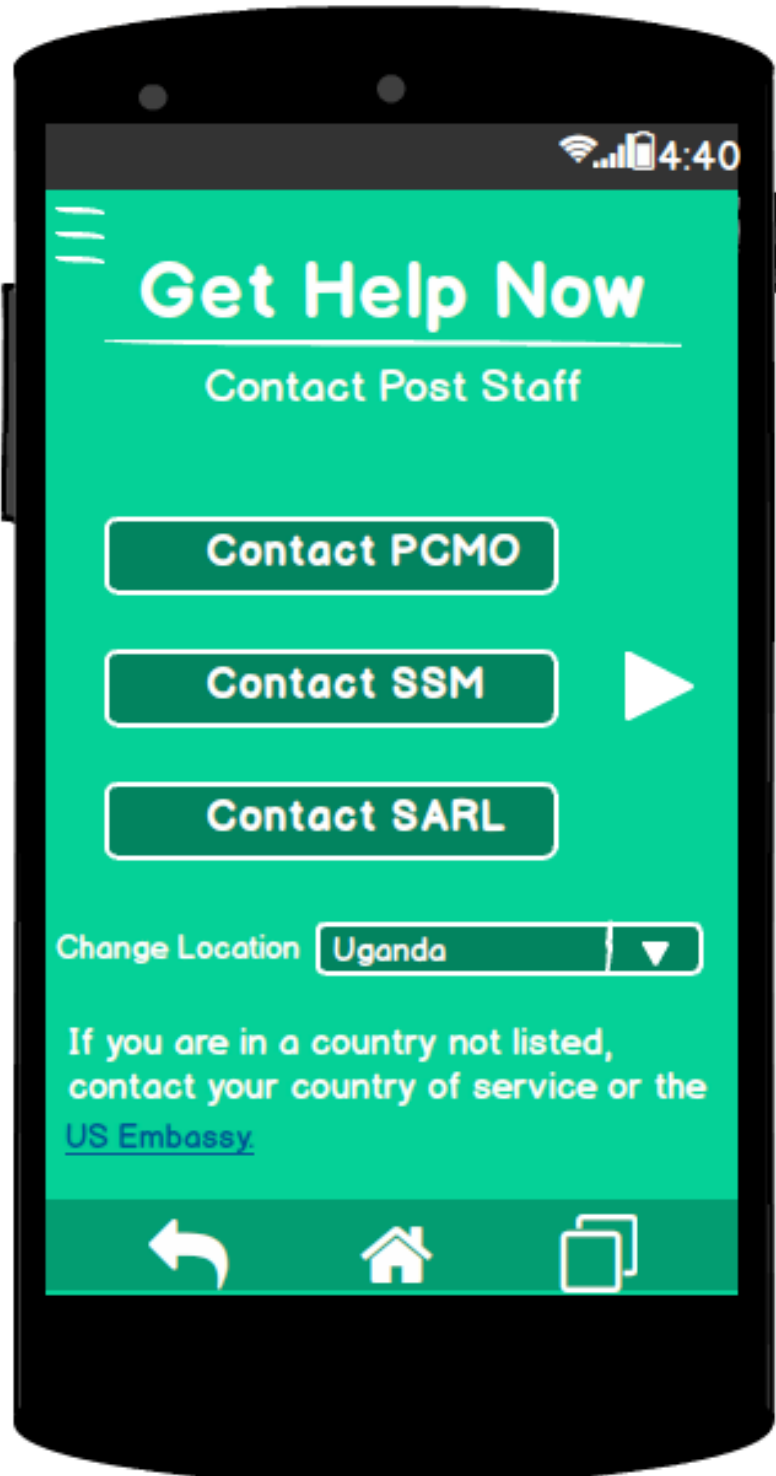 4:40
Get Help Now
Contact Post Staff
Contact PCMO
Contact SSM
Contact SARL
Change Location Uganda
If you are in a country not listed,
contact your country of service or the
US Embassy.